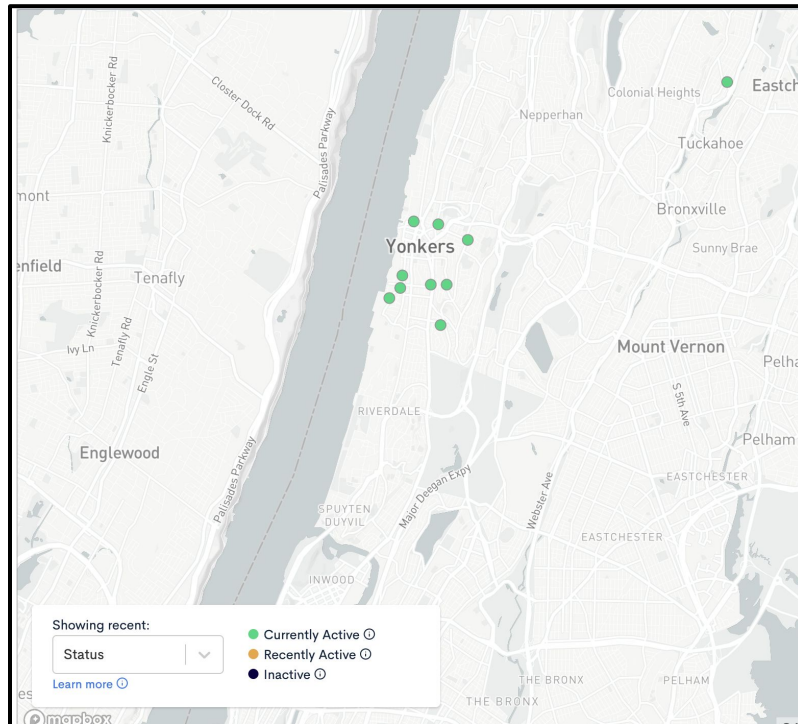 Knickerbocker Rd
Closter Dock Rd
Palisades Parkway
Colonial Heights
Eastch
Nepperhan
Tuckahoe
mont
Bronxville
Yonkers
Sunny Brae
enfield
Tenafly
Knickerbocker Rd
Tenafly Rd
Ivy Ln
Engle St
Mount Vernon
Pelha
S 5th Ave
RIVERDALE
Englewood
Pelham
Palisades Parkway
Major Deegan Expy
Webster Ave
EASTCHESTER
SPUYTEN
DUYVIL
EASTCHESTER
INWOOD
Showing recent:
Status
Learn more
Currently Active
Recently Active
Inactive
THE BRONX
PELHAM
es
THE BRONX
mapbox